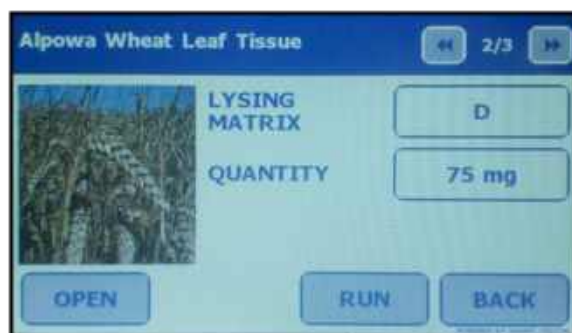 Alpowa Wheat Leaf Tissue
2/3
LYSING
MATRIX
D
QUANTITY
75 mg
OPEN
RUN
BACK